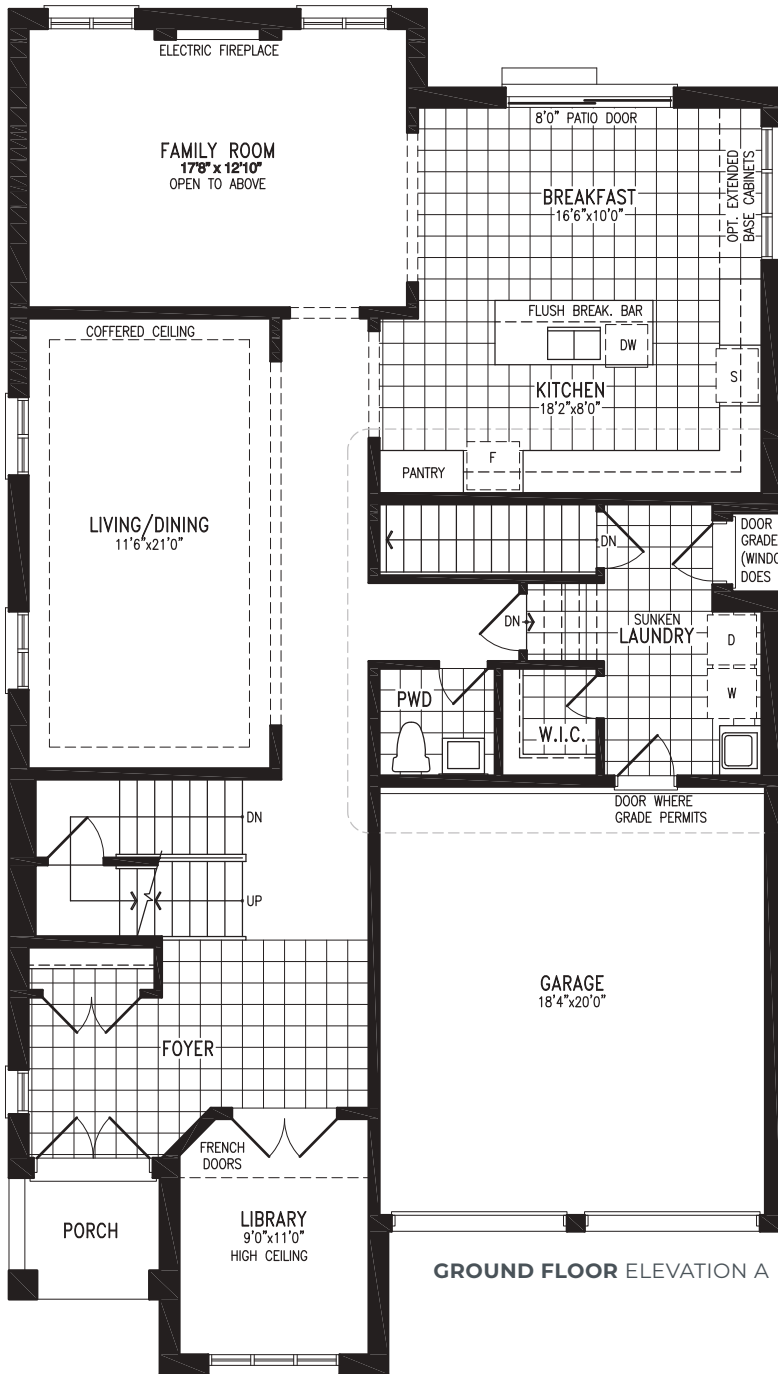 ELECTRIC FIREPLACE
FAMILY ROOM
17'8" x 12'10"
OPEN TO ABOVE
8'0" PATIO DOOR
BREAKFAST
16'6"x10'0"
OPT. EXTENDED
BASE CABINETS
FLUSH BREAK. BAR
DW
S
KITCHEN
18'2"x8'0"
F
PANTRY
COFFERED CEILING
LIVING/DINING
11'6"x21'0"
DN
DOOR
GRADE
(WINDO
DOES
DN
SUNKEN
LAUNDRY
D
W
PWD
W.I.C.
DOOR WHERE
GRADE PERMITS
DN
UP
GARAGE
18'4"x20'0"
FOYER
FRENCH
DOORS
PORCH
LIBRARY
9'0"x11'0"
HIGH CEILING
GROUND FLOOR ELEVATION A